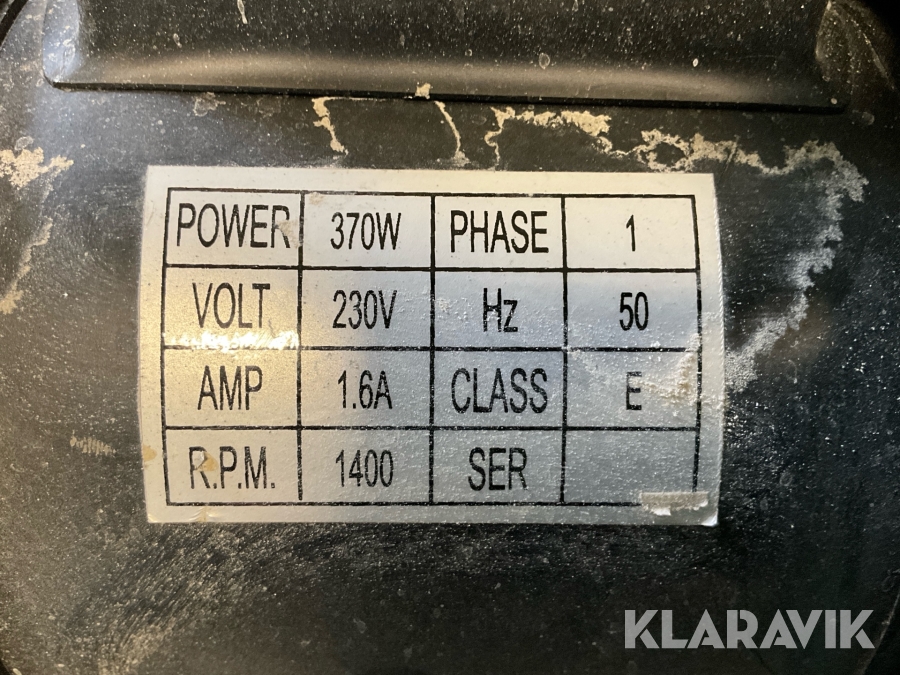 POWER 370W PHASE 1
VOLT 230V Hz 50
AMP 1.6A CLASS E
R.P.M. 1400 SER
KLARAVIK